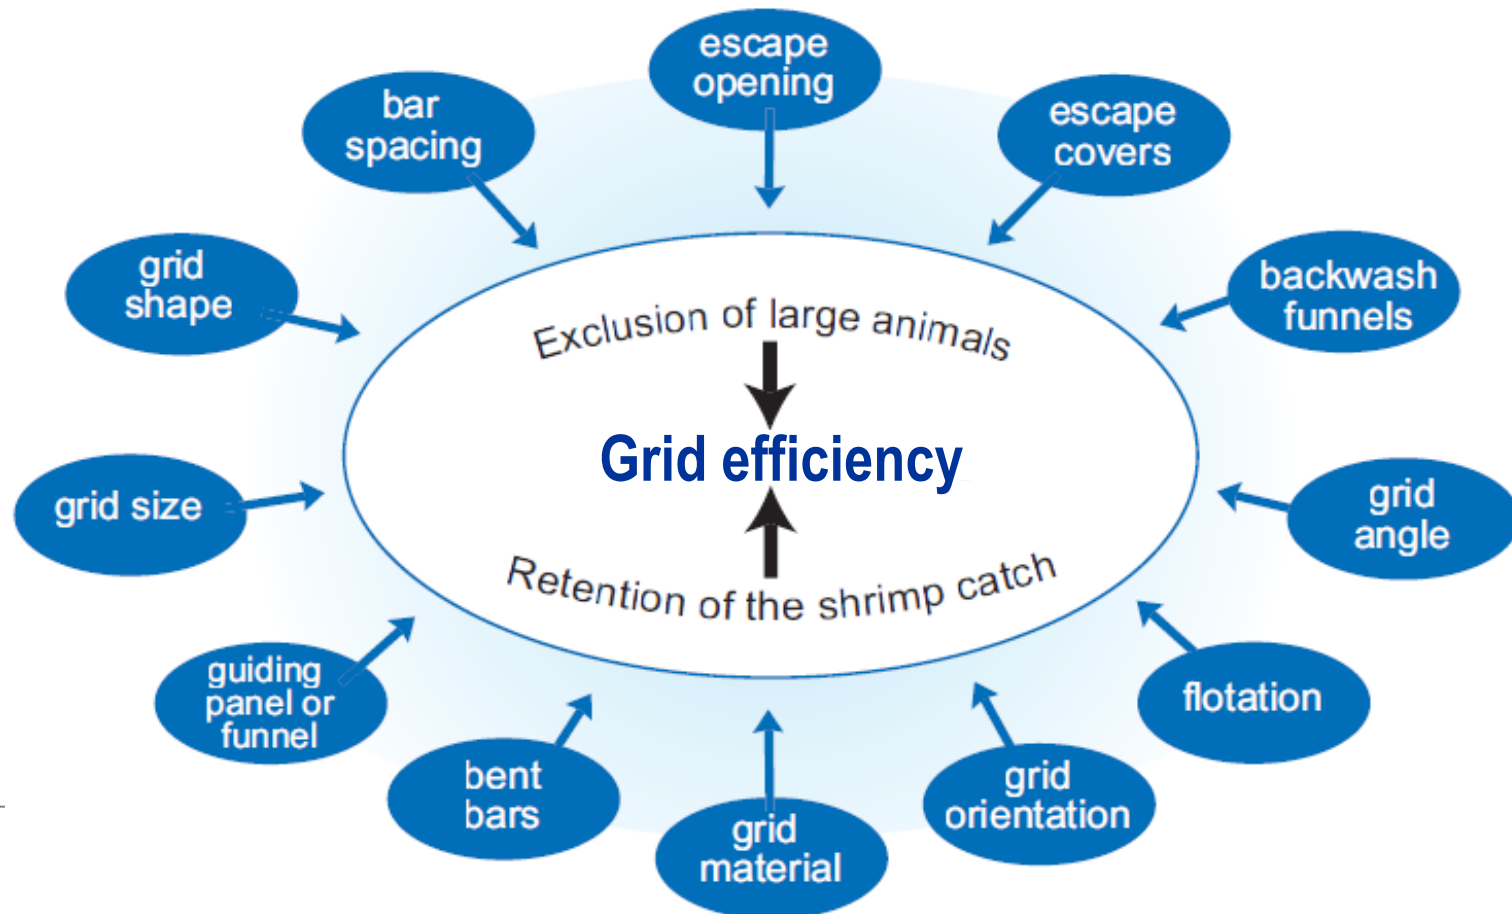 escape
opening
bar
spacing
escape
covers
grid
shape
backwash
funnels
Exclusion of large animals
Grid efficiency
grid size
grid
angle
Retention of the shrimp catch
guiding
panel or
funnel
flotation
bent
bars
grid
orientation
grid
material